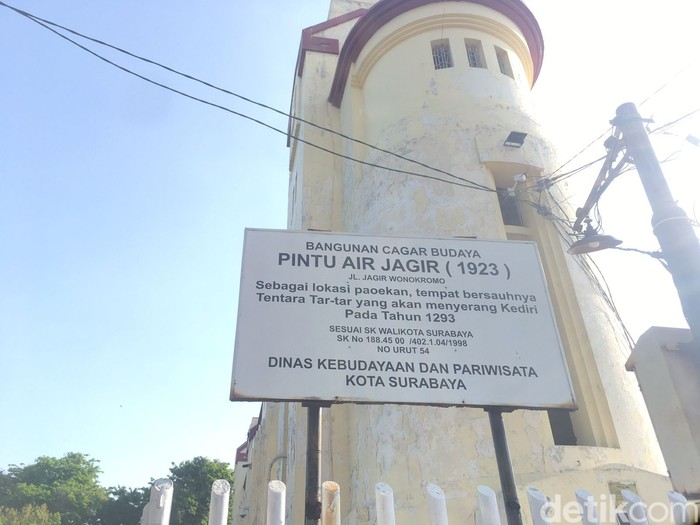 BANGUNAN CAGAR BUDAYA
PINTU AIR JAGIR ( 1923 )
JL. JAGIR WONOKROMO
Sebagai lokasi paoekan, tempat bersauhnya
Tentara Tar-tar yang akan menyerang Kediri
Pada Tahun 1293
SESUAI SK WALIKOTA SURABAYA
SK No 188.45 00 /402.1.04/1998
NO URUT 54
DINAS KEBUDAYAAN DAN PARIWISATA
KOTA SURABAYA
detikcom